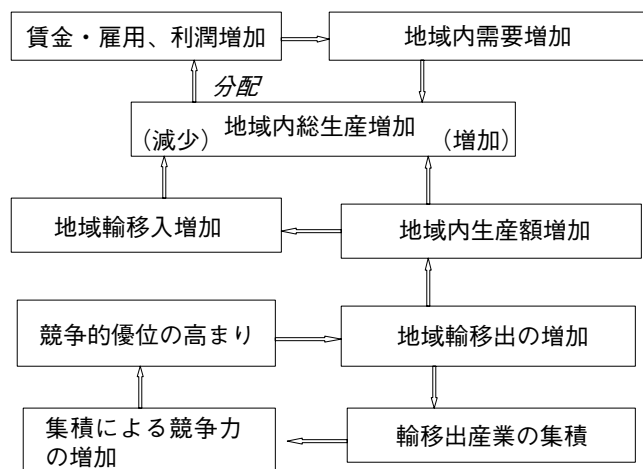 賃金・雇用、利潤増加
地域内需要増加
分配
地域内総生産増加
（減少）
（増加）
地域輸移入増加
地域内生産額増加
競争的優位の高まり
地域輸移出の増加
集積による競争力
の増加
輸移出産業の集積